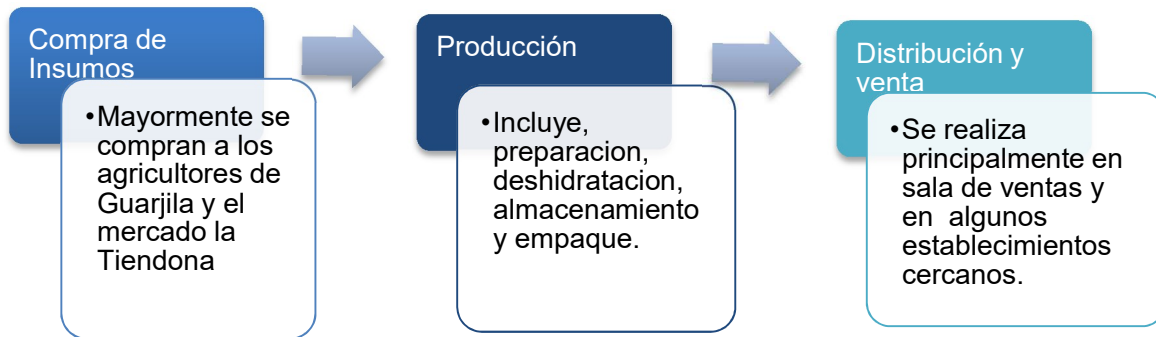 Compra de
Insumos
•Mayormente se
compran a los
agricultores de
Guarjila y el
mercado la
Tiendona
Producción
•Incluye,
preparacion,
deshidratacion,
almacenamiento
y empaque.
Distribución y
venta
•Se realiza
principalmente en
sala de ventas y
en algunos
establecimientos
cercanos.